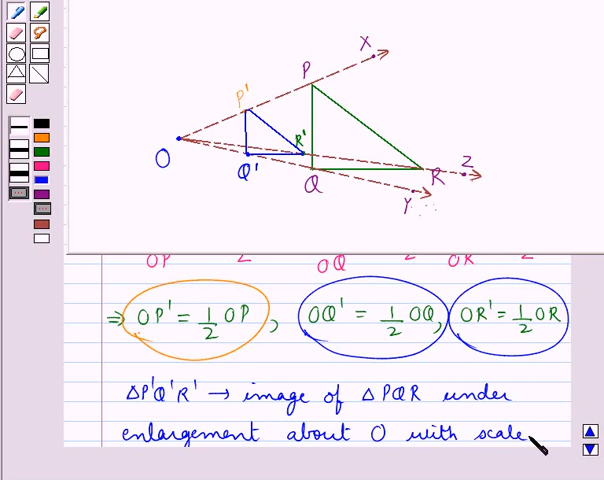 X
P
P'
R'
O
Q'
Q
R
Z
Y
OP 2 OQ 2 OR 2
⇒ OP' = 1/2 OP, OQ' = 1/2 OQ, OR' = 1/2 OR
ΔP'Q'R' → image of ΔPQR under
enlargement about O with scale